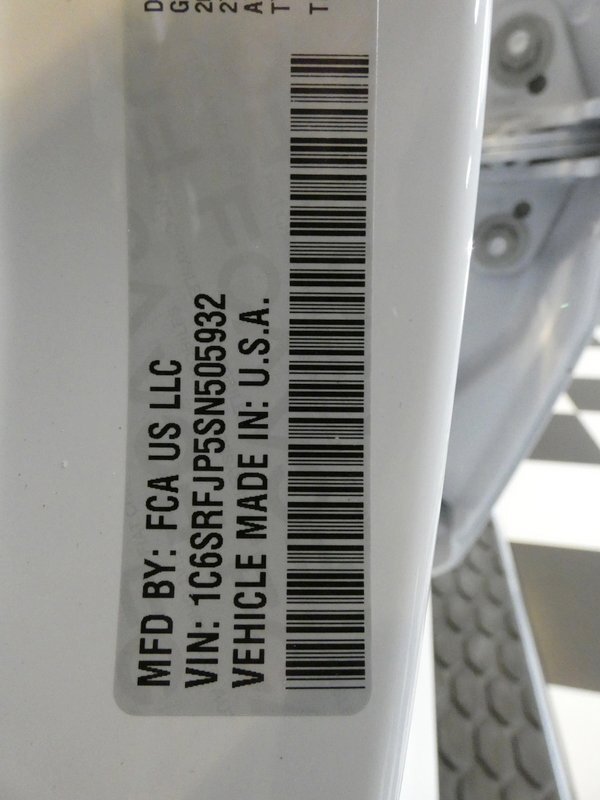 MFD BY: FCA US LLC
VIN: 1C6SRFJP5SN505932
VEHICLE MADE IN: U.S.A.